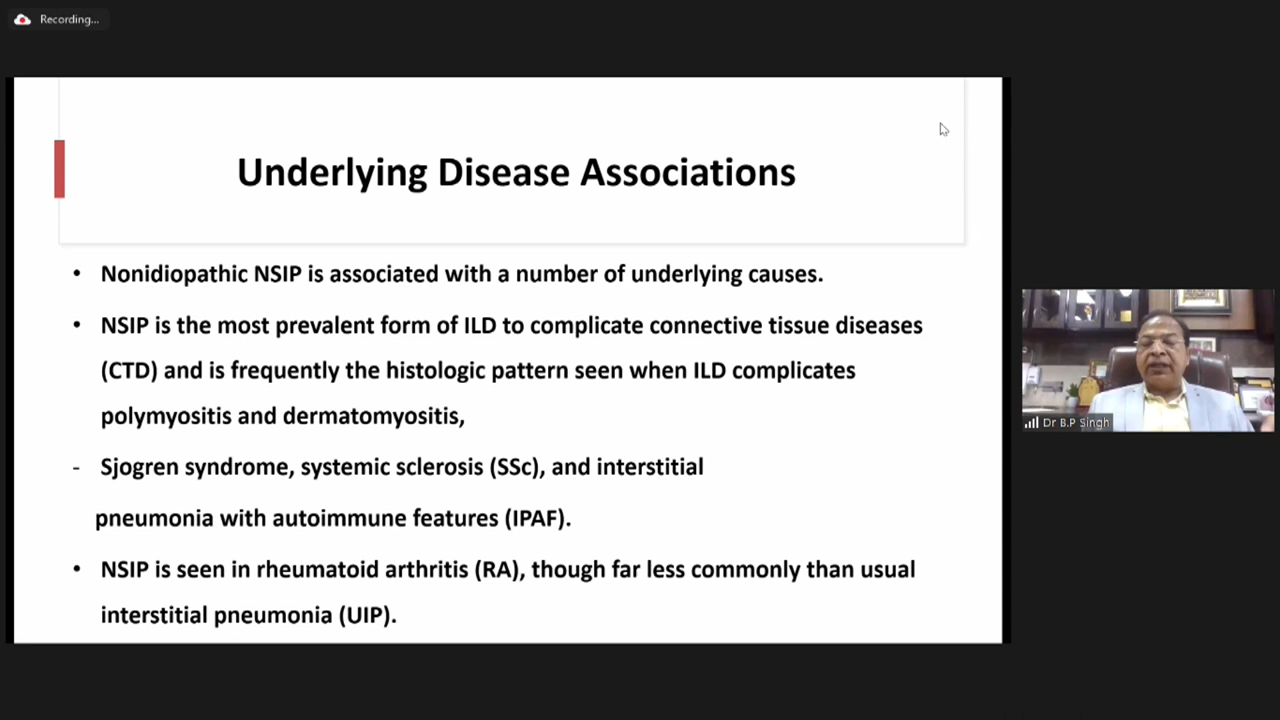 Recording...
Underlying Disease Associations
• Nonidiopathic NSIP is associated with a number of underlying causes.
• NSIP is the most prevalent form of ILD to complicate connective tissue diseases
(CTD) and is frequently the histologic pattern seen when ILD complicates
polymyositis and dermatomyositis,
- Sjogren syndrome, systemic sclerosis (SSc), and interstitial
pneumonia with autoimmune features (IPAF).
• NSIP is seen in rheumatoid arthritis (RA), though far less commonly than usual
interstitial pneumonia (UIP).
Dr B.P Singh